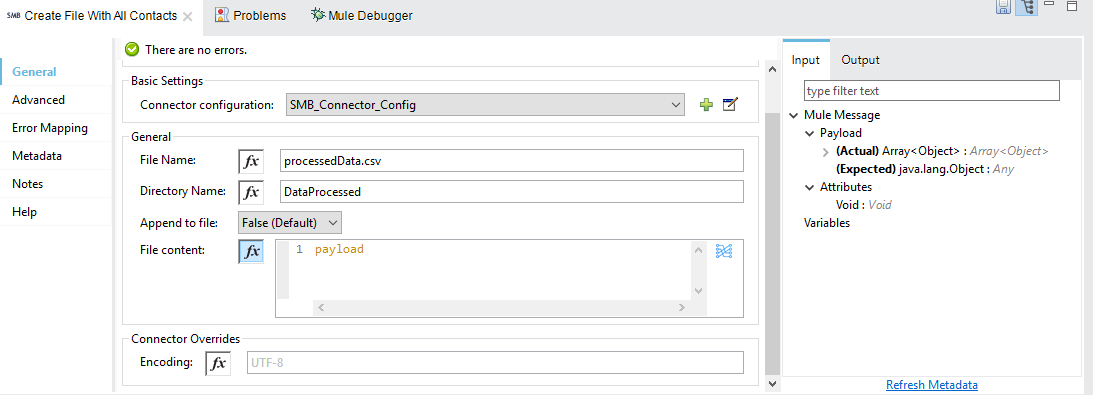 SMB Create File With All Contacts
Problems
Mule Debugger
There are no errors.
General
Advanced
Error Mapping
Metadata
Notes
Help
Basic Settings
Connector configuration: SMB_Connector_Config
General
File Name: fx processedData.csv
Directory Name: fx DataProcessed
Append to file: False (Default)
File content: fx 1 payload
Connector Overrides
Encoding: fx UTF-8
Input Output
type filter text
Mule Message
Payload
(Actual) Array<Object> : Array<Object>
(Expected) java.lang.Object : Any
Attributes
Void : Void
Variables
Refresh Metadata